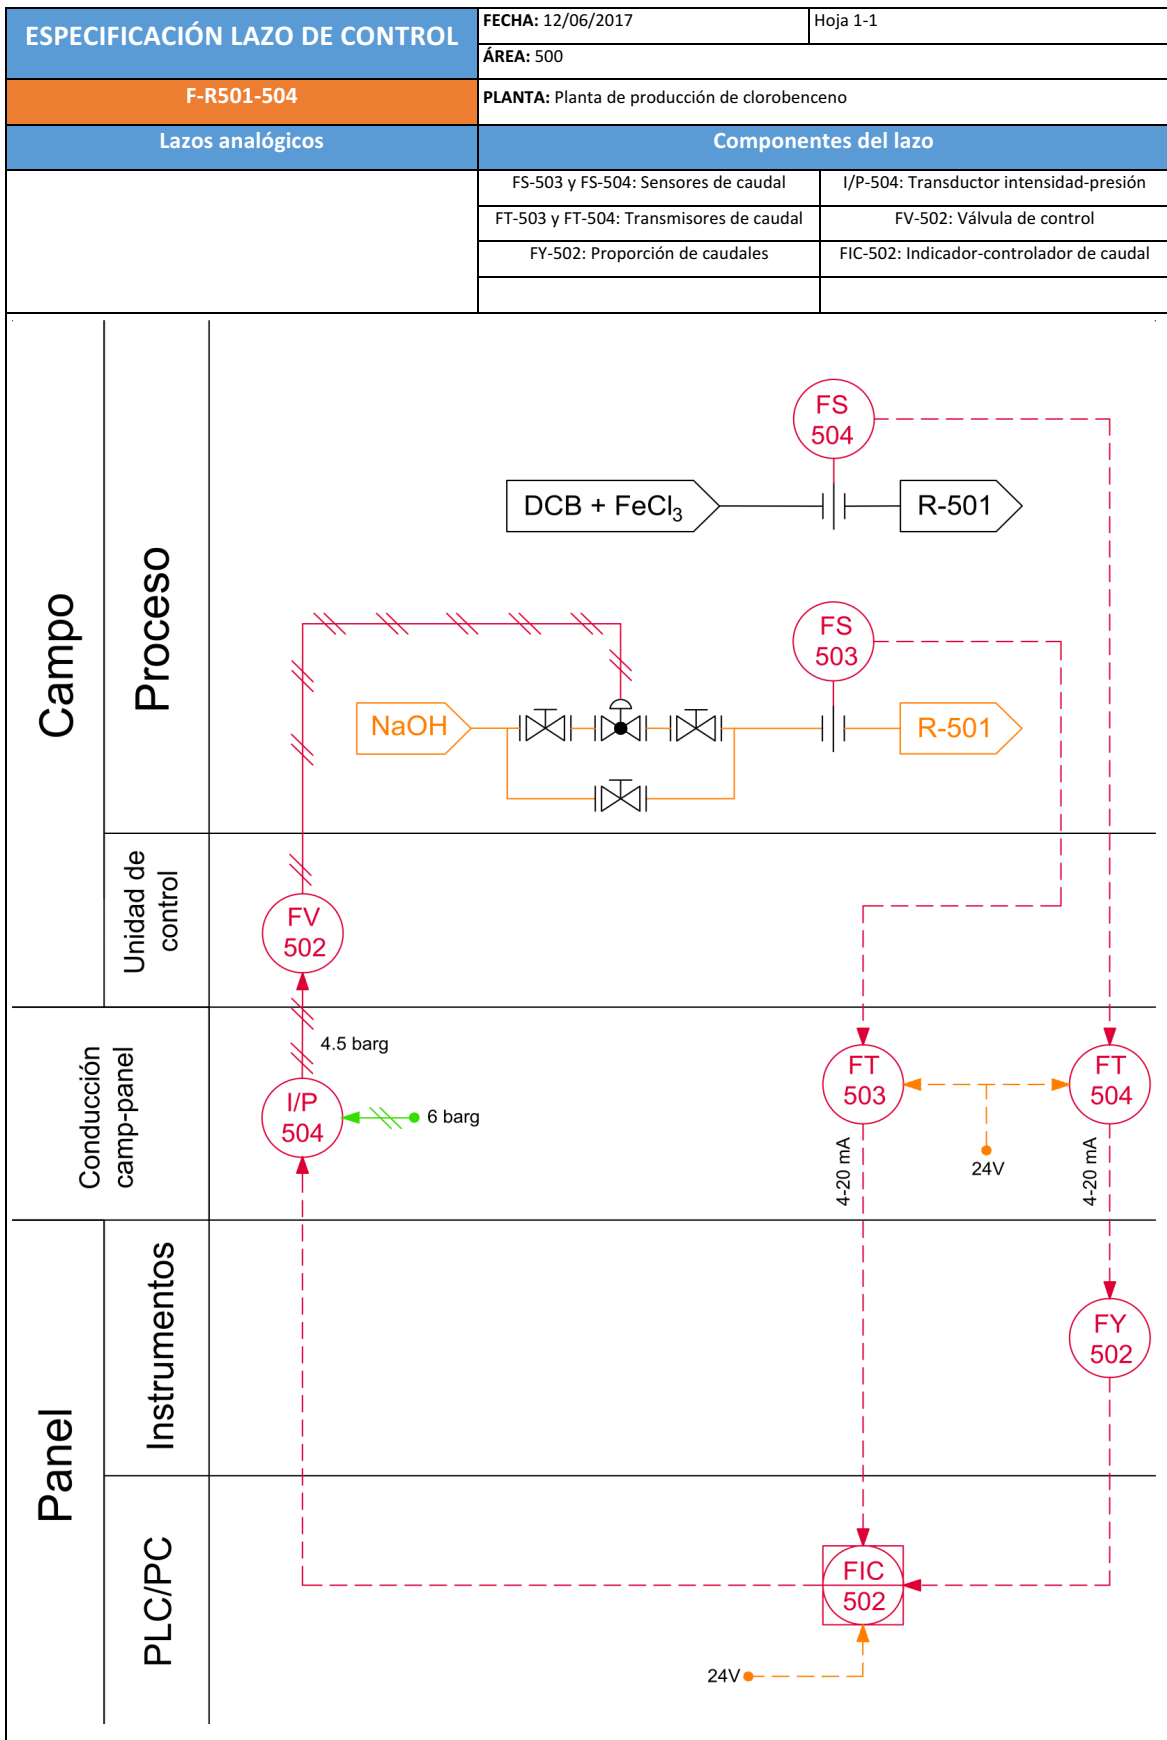 ESPECIFICACIÓN LAZO DE CONTROL
FECHA: 12/06/2017
Hoja 1-1
ÁREA: 500
F-R501-504
PLANTA: Planta de producción de clorobenceno
Lazos analógicos
Componentes del lazo
FS-503 y FS-504: Sensores de caudal
I/P-504: Transductor intensidad-presión
FT-503 y FT-504: Transmisores de caudal
FV-502: Válvula de control
FY-502: Proporción de caudales
FIC-502: Indicador-controlador de caudal
Campo
Proceso
FS
504
DCB + FeCl₃
R-501
FS
503
NaOH
R-501
Unidad de
control
FV
502
Conducción
camp-panel
4.5 barg
I/P
504
6 barg
FT
503
FT
504
24V
4-20 mA
4-20 mA
Panel
Instrumentos
FY
502
PLC/PC
FIC
502
24V